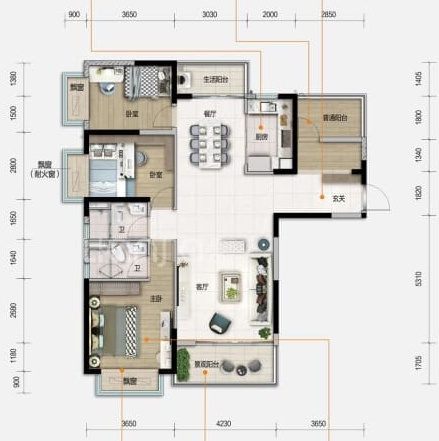 900 3650 3030 2000 2850
1380
1500
2800
1650
1640
2680
1180
900
1405
1800
1340
1820
5310
1705
飘窗
卧室
生活阳台
餐厅
厨房
普通阳台
飘窗
（耐火窗）
卧室
玄关
卫
卫
主卧
客厅
飘窗
景观阳台
3650 4230 3650